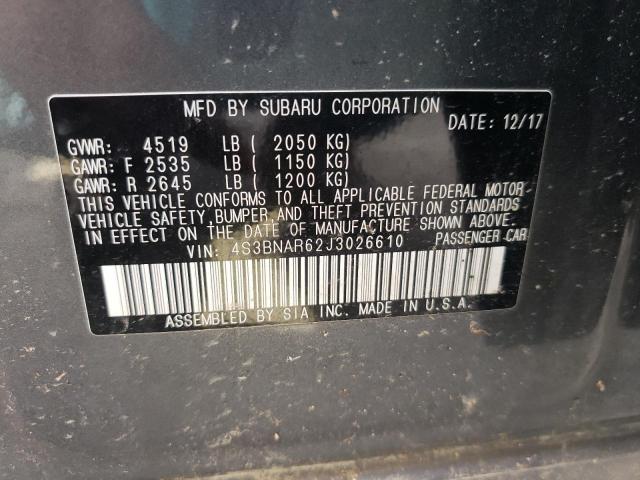 MFD BY SUBARU CORPORATION
DATE: 12/17
GVWR: 4519 LB ( 2050 KG)
GAWR: F 2535 LB ( 1150 KG)
GAWR: R 2645 LB ( 1200 KG)
THIS VEHICLE CONFORMS TO ALL APPLICABLE FEDERAL MOTOR
VEHICLE SAFETY, BUMPER, AND THEFT PREVENTION STANDARDS
IN EFFECT ON THE DATE OF MANUFACTURE SHOWN ABOVE.
VIN: 4S3BNAR62J3026610 PASSENGER CAR
ASSEMBLED BY SIA INC. MADE IN U.S.A.